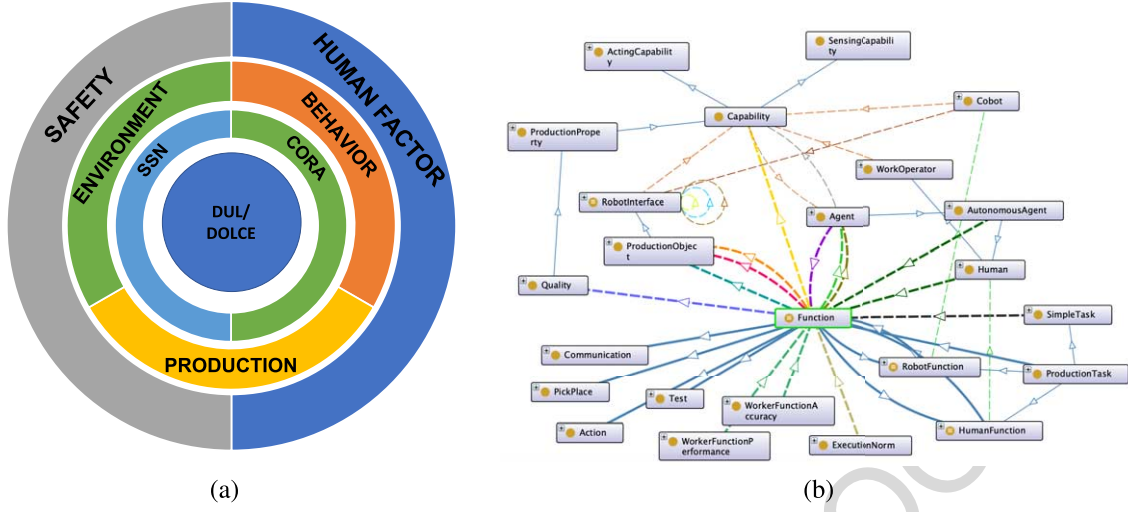 SAFETY
HUMAN FACTOR
ENVIRONMENT
BEHAVIOR
SSN
CORA
DUL/
DOLCE
PRODUCTION
(a)
ActingCapabilit
y
SensingCapabili
ty
Cobot
Capability
ProductionPrope
rty
WorkOperator
RobotInterface
Agent
AutonomousAgent
ProductionObjec
t
Human
Quality
Function
SimpleTask
Communication
RobotFunction
ProductionTask
PickPlace
Test
WorkerFunctionA
ccuracy
Action
WorkerFunctionP
erformance
ExecutionNorm
HumanFunction
(b)